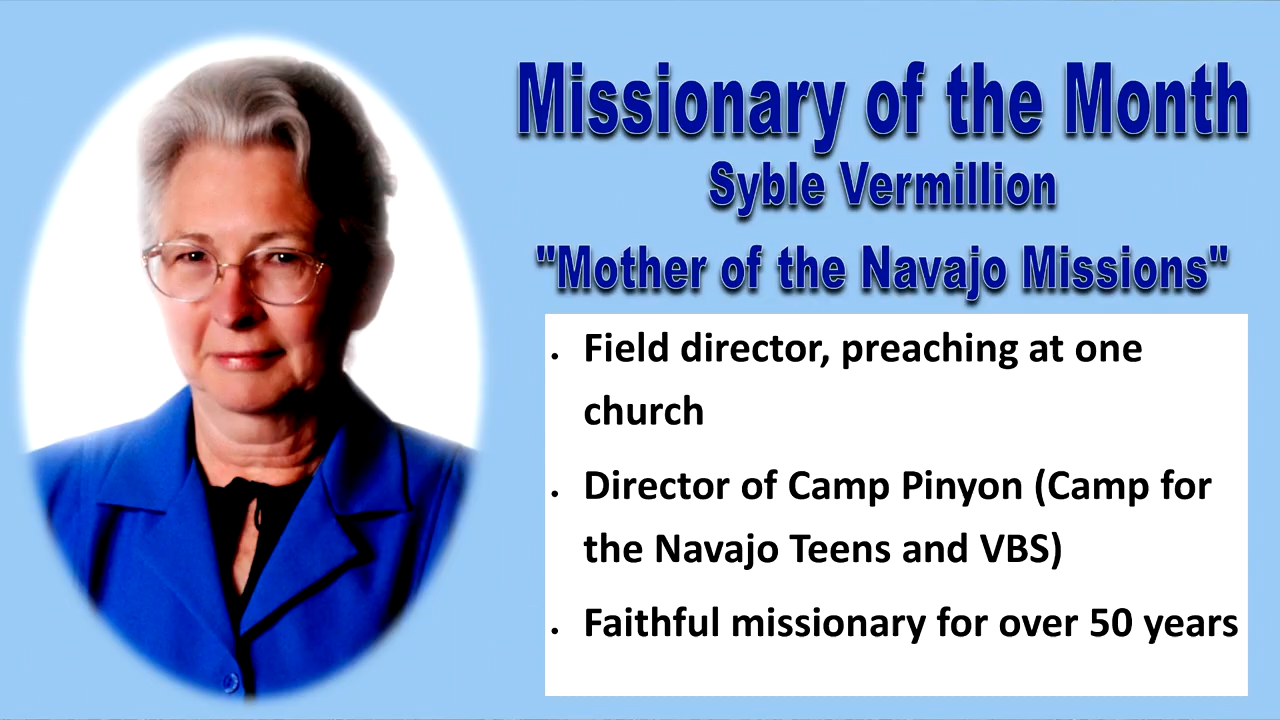 Missionary of the Month
Syble Vermillion
"Mother of the Navajo Missions"
• Field director, preaching at one
church
• Director of Camp Pinyon (Camp for
the Navajo Teens and VBS)
• Faithful missionary for over 50 years